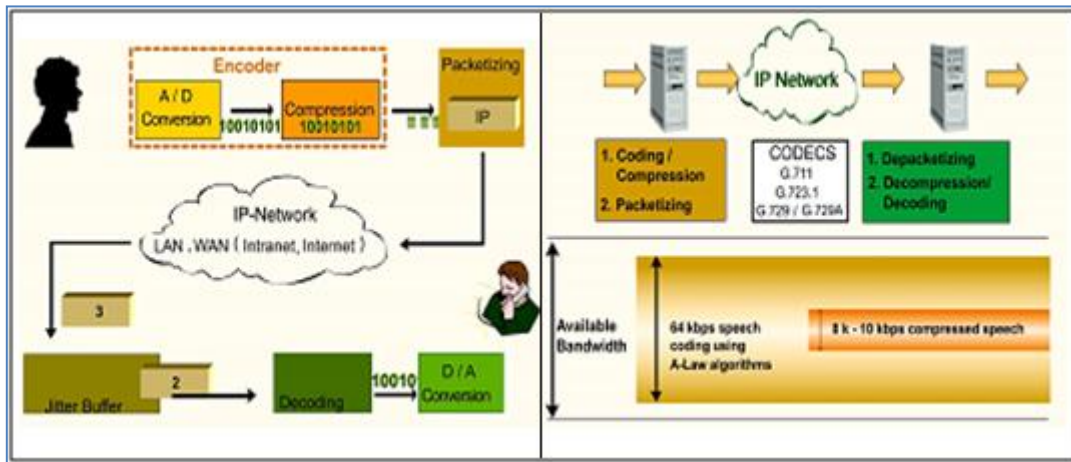 Encoder
A / D
Conversion
10010101
Compression
10010101
Packetizing
IP
IP-Network
LAN , WAN ( Intranet, Internet )
3
2
Jitter Buffer
Decoding
10010
D / A
Conversion
IP Network
1. Coding /
Compression
2. Packetizing
CODECS
G.711
G.723.1
G.729 / G.729A
1. Depacketizing
2. Decompression/
Decoding
Available
Bandwidth
64 kbps speech
coding using
A-Law algorithms
8 k - 10 kbps compressed speech